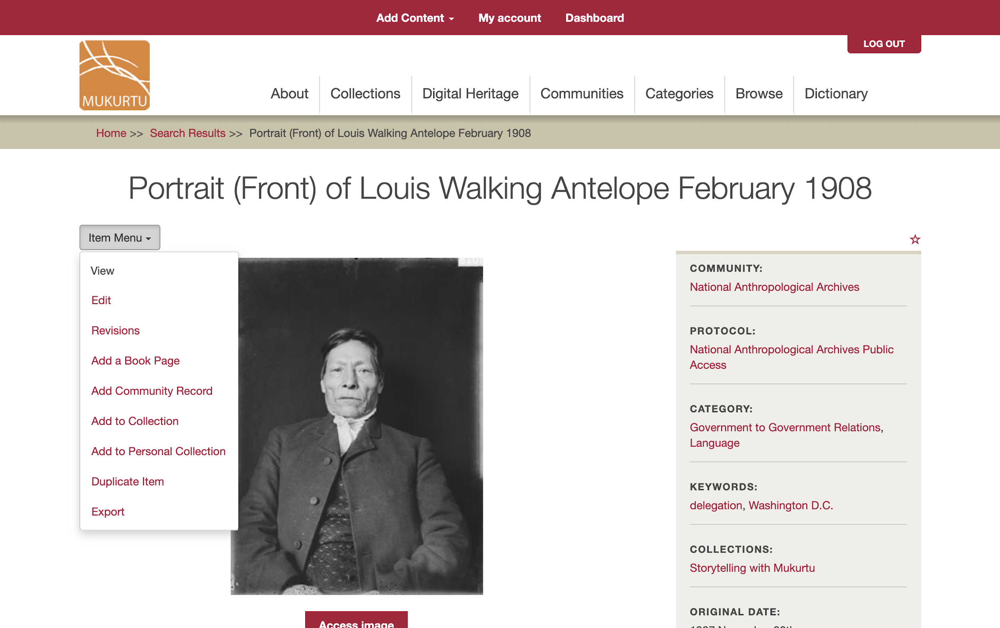 Add Content
My account
Dashboard
LOG OUT
MUKURTU
About
Collections
Digital Heritage
Communities
Categories
Browse
Dictionary
Home >> Search Results >> Portrait (Front) of Louis Walking Antelope February 1908
Portrait (Front) of Louis Walking Antelope February 1908
Item Menu
View
Edit
Revisions
Add a Book Page
Add Community Record
Add to Collection
Add to Personal Collection
Duplicate Item
Export
Access image
COMMUNITY:
National Anthropological Archives
PROTOCOL:
National Anthropological Archives Public
Access
CATEGORY:
Government to Government Relations,
Language
KEYWORDS:
delegation, Washington D.C.
COLLECTIONS:
Storytelling with Mukurtu
ORIGINAL DATE: